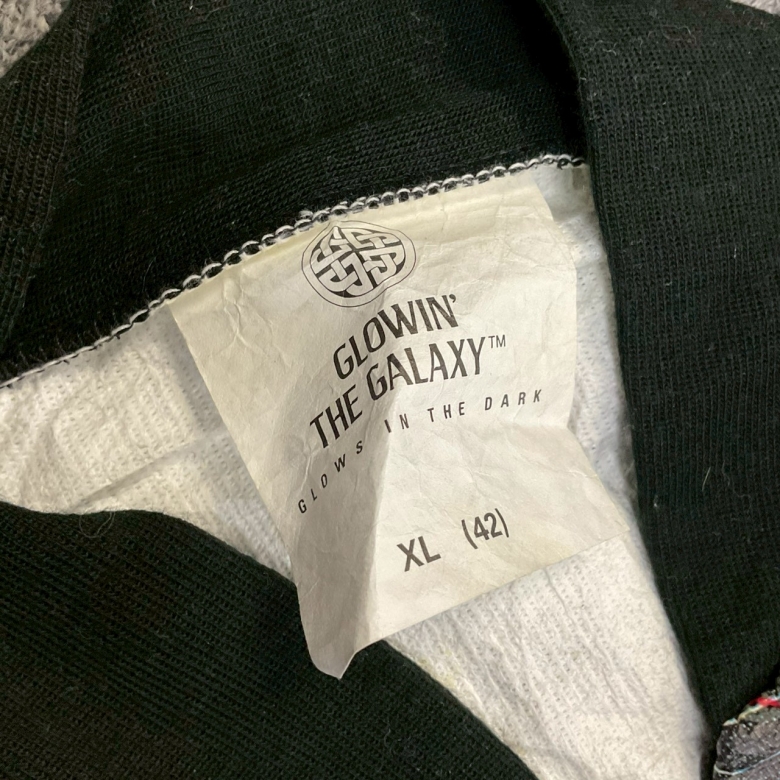 GLOWIN'
THE GALAXY™
GLOWS IN THE DARK
XL (42)